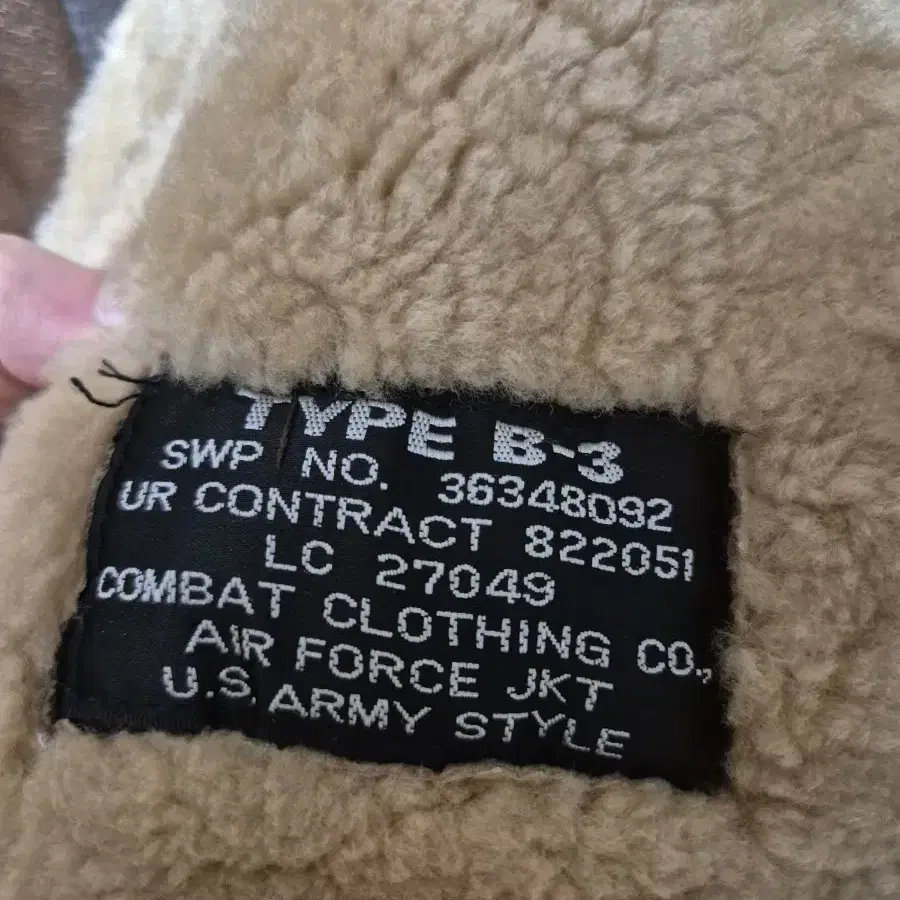 TYPE B-3
SWP NO. 36348092
UR CONTRACT 822051
LC 27049
COMBAT CLOTHING CO.,
AIR FORCE JKT
U.S ARMY STYLE